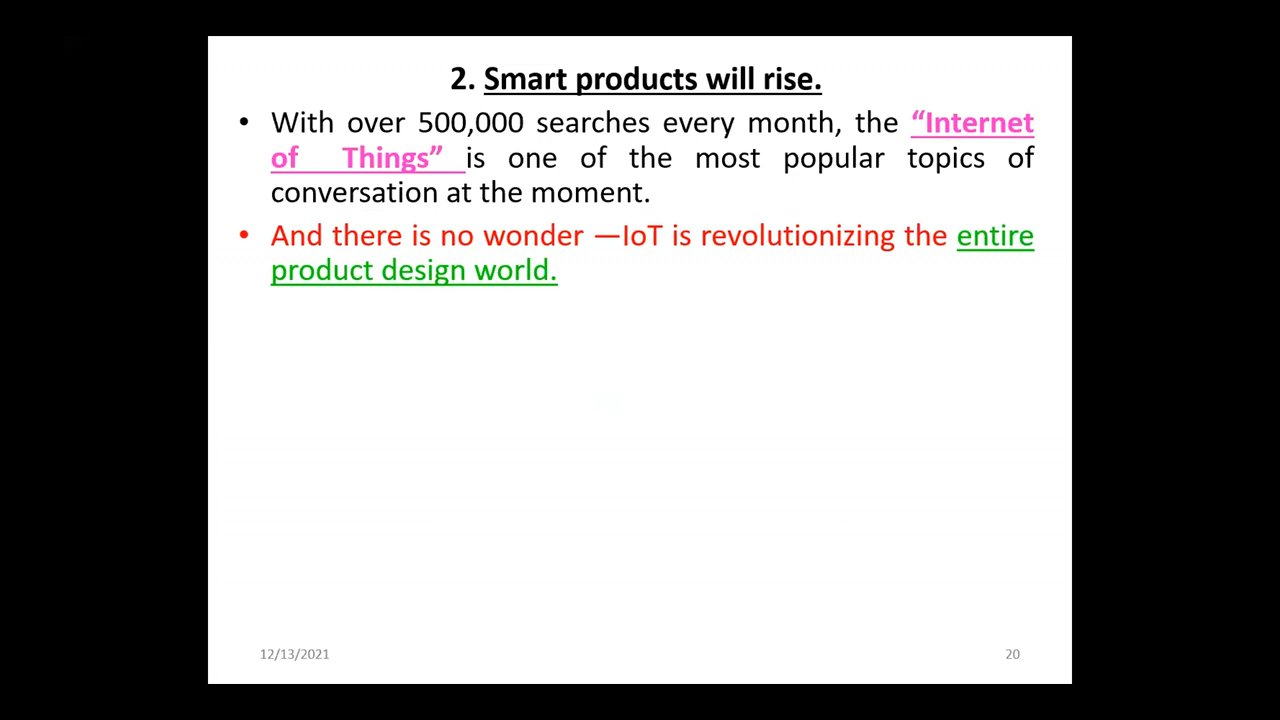 2. Smart products will rise.
• With over 500,000 searches every month, the “Internet
of Things” is one of the most popular topics of
conversation at the moment.
• And there is no wonder —IoT is revolutionizing the entire
product design world.
12/13/2021
20